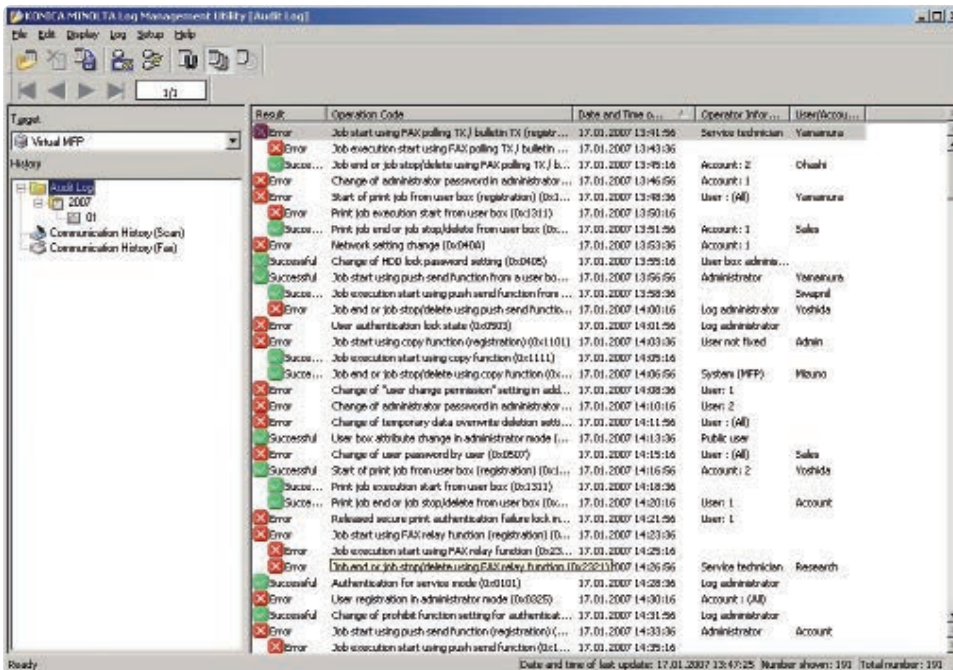 KONICA MINOLTA Log Management Utility [Audit Log]
File Edit Display Log Setup Help
1/1
Target
Virtual MFP
History
Audit Log
2007
01
Communication History (Scan)
Communication History (Fax)
Result Operation Code Date and Time o... Operator Infor... User/Accou...
Error Job start using FAX polling TX / bulletin TX (registr... 17.01.2007 13:41:56 Service technician Yamamura
Error Job execution start using FAX polling TX / bulletin ... 17.01.2007 13:43:36
Succe... Job end or job stop/delete using FAX polling TX / b... 17.01.2007 13:45:16 Account: 2 Ohashi
Error Change of administrator password in administrator ... 17.01.2007 13:46:56 Account: 1
Error Start of print job from user box (registration) (0x1... 17.01.2007 13:48:36 User : (All) Yamamura
Error Print job execution start from user box (0x1311) 17.01.2007 13:50:16
Succe... Print job end or job stop/delete from user box (0x... 17.01.2007 13:51:56 Account: 1 Sales
Error Network setting change (0x040A) 17.01.2007 13:53:36 Account: 1
Successful Change of HDD lock password setting (0x0405) 17.01.2007 13:55:16 User box adminis...
Successful Job start using push send function from a user bo... 17.01.2007 13:56:56 Administrator Yamamura
Succe... Job execution start using push send function from ... 17.01.2007 13:58:36 Swapnil
Error Job end or job stop/delete using push send functio... 17.01.2007 14:00:16 Log administrator Yoshida
Error User authentication lock state (0x0503) 17.01.2007 14:01:56 Log administrator
Error Job start using copy function (registration) (0x1101) 17.01.2007 14:03:36 User not fixed Admin
Succe... Job execution start using copy function (0x1111) 17.01.2007 14:05:16
Succe... Job end or job stop/delete using copy function (0x... 17.01.2007 14:06:56 System (MFP) Mizuno
Error Change of "user change permission" setting in add... 17.01.2007 14:08:36 User: 1
Error Change of administrator password in administrator ... 17.01.2007 14:10:16 User: 2
Error Change of temporary data overwrite deletion setti... 17.01.2007 14:11:56 User : (All)
Successful User box attribute change in administrator mode (... 17.01.2007 14:13:36 Public user
Error Change of user password by user (0x0507) 17.01.2007 14:15:16 User : (All) Sales
Successful Start of print job from user box (registration) (0x1... 17.01.2007 14:16:56 Account: 2 Yoshida
Succe... Print job execution start from user box (0x1311) 17.01.2007 14:18:36
Succe... Print job end or job stop/delete from user box (0x... 17.01.2007 14:20:16 User: 1 Account
Error Released secure print authentication failure lock in... 17.01.2007 14:21:56 User: 1
Error Job start using FAX relay function (registration) (0... 17.01.2007 14:23:36
Error Job execution start using FAX relay function (0x23... 17.01.2007 14:25:16
Error Job end or job stop/delete using FAX relay function (0x2321) 17.01.2007 14:26:56 Service technician Research
Successful Authentication for service mode (0x0101) 17.01.2007 14:28:36 Log administrator
Error User registration in administrator mode (0x0325) 17.01.2007 14:30:16 Account : (All)
Successful Change of prohibit function setting for authenticat... 17.01.2007 14:31:56 Log administrator
Error Job start using push send function (registration) (... 17.01.2007 14:33:36 Administrator Account
Error Job execution start using push send function (0x1... 17.01.2007 14:35:16
Ready Date and time of last update: 17.01.2007 13:47:25 Number shown: 191 Total number: 191